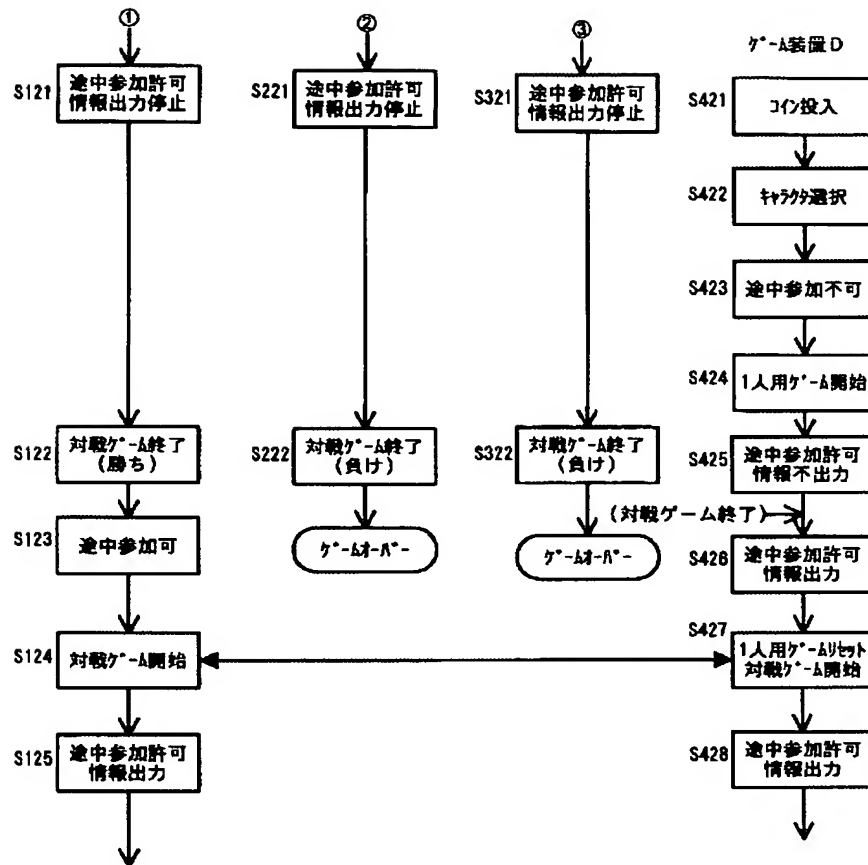 ①
S121
途中参加許可
情報出力停止
S122
対戦ゲーム終了
(勝ち)
S123
途中参加可
S124
対戦ゲーム開始
S125
途中参加許可
情報出力
②
S221
途中参加許可
情報出力停止
S222
対戦ゲーム終了
(負け)
ゲームオーバー
③
S321
途中参加許可
情報出力停止
S322
対戦ゲーム終了
(負け)
ゲームオーバー
ゲーム装置D
S421
コイン投入
S422
キャラクタ選択
S423
途中参加不可
S424
1人用ゲーム開始
S425
途中参加許可
情報不出力
(対戦ゲーム終了)
S426
途中参加許可
情報出力
S427
1人用ゲームリセット
対戦ゲーム開始
S428
途中参加許可
情報出力